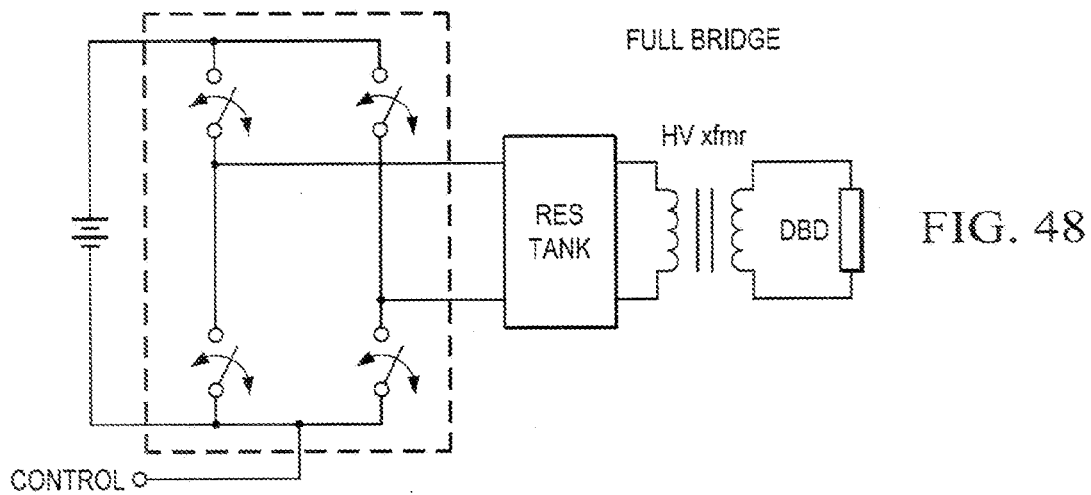 FULL BRIDGE
HV xfmr
RES
TANK
DBD
FIG. 48
CONTROL